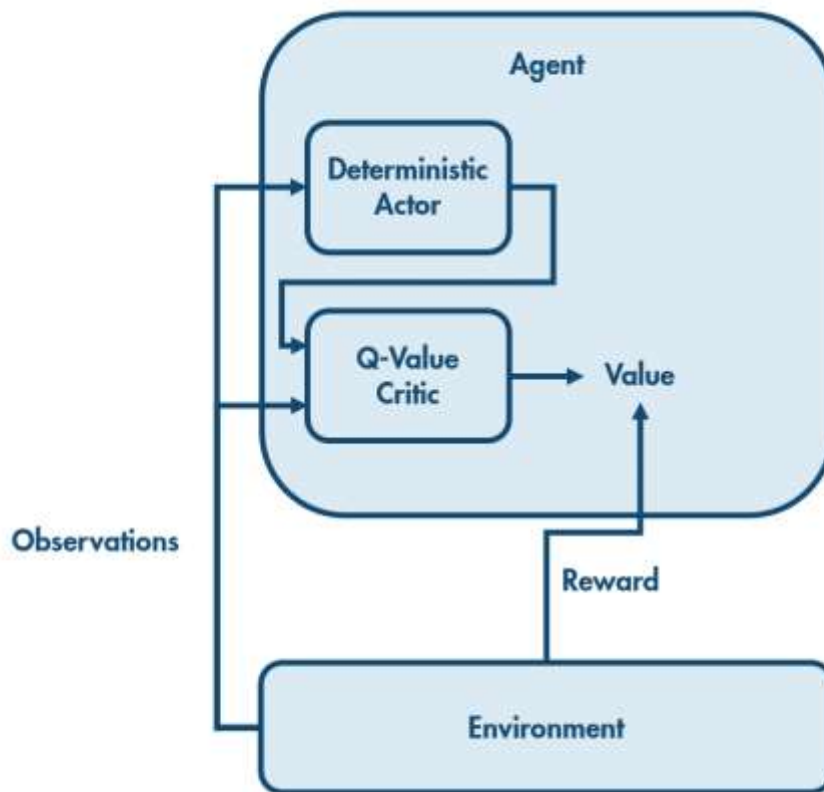 Agent
Deterministic
Actor
Q-Value
Critic
Value
Observations
Reward
Environment